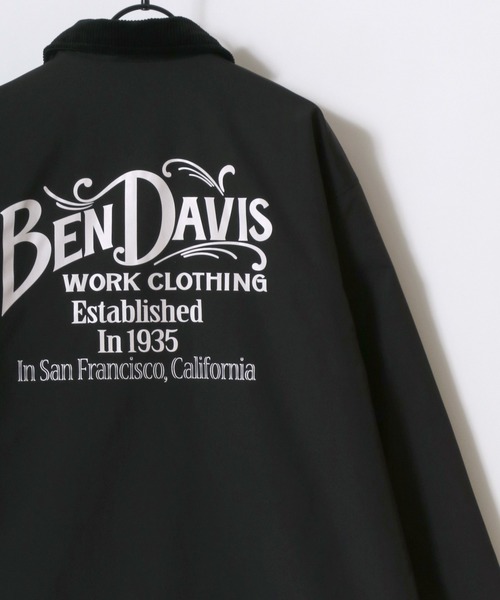 BEN DAVIS
WORK CLOTHING
Established
In 1935
In San Francisco, California